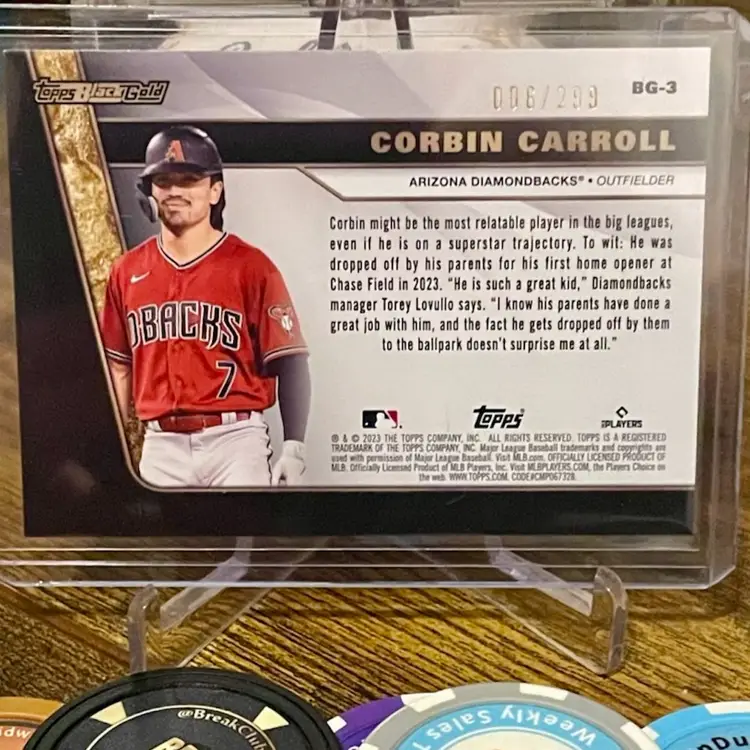 topps Black Gold
006/299
BG-3
CORBIN CARROLL
ARIZONA DIAMONDBACKS® • OUTFIELDER
Corbin might be the most relatable player in the big leagues,
even if he is on a superstar trajectory. To wit: He was
dropped off by his parents for his first home opener at
Chase Field in 2023. “He is such a great kid,” Diamondbacks
manager Torey Lovullo says. “I know his parents have done a
great job with him, and the fact he gets dropped off by them
to the ballpark doesn’t surprise me at all.”
A
DBACKS
7
topps
PLAYERS
® & © 2023 THE TOPPS COMPANY, INC. ALL RIGHTS RESERVED. TOPPS IS A REGISTERED
TRADEMARK OF THE TOPPS COMPANY, INC. Major League Baseball trademarks and copyrights are
used with permission of Major League Baseball. Visit MLB.com. OFFICIALLY LICENSED PRODUCT OF
MLB. Officially Licensed Product of MLB Players, Inc. Visit MLBPLAYERS.COM, the Players Choice on
the web. WWW.TOPPS.COM. CODE#CMP067328
@BreakClub
Weekly Sales